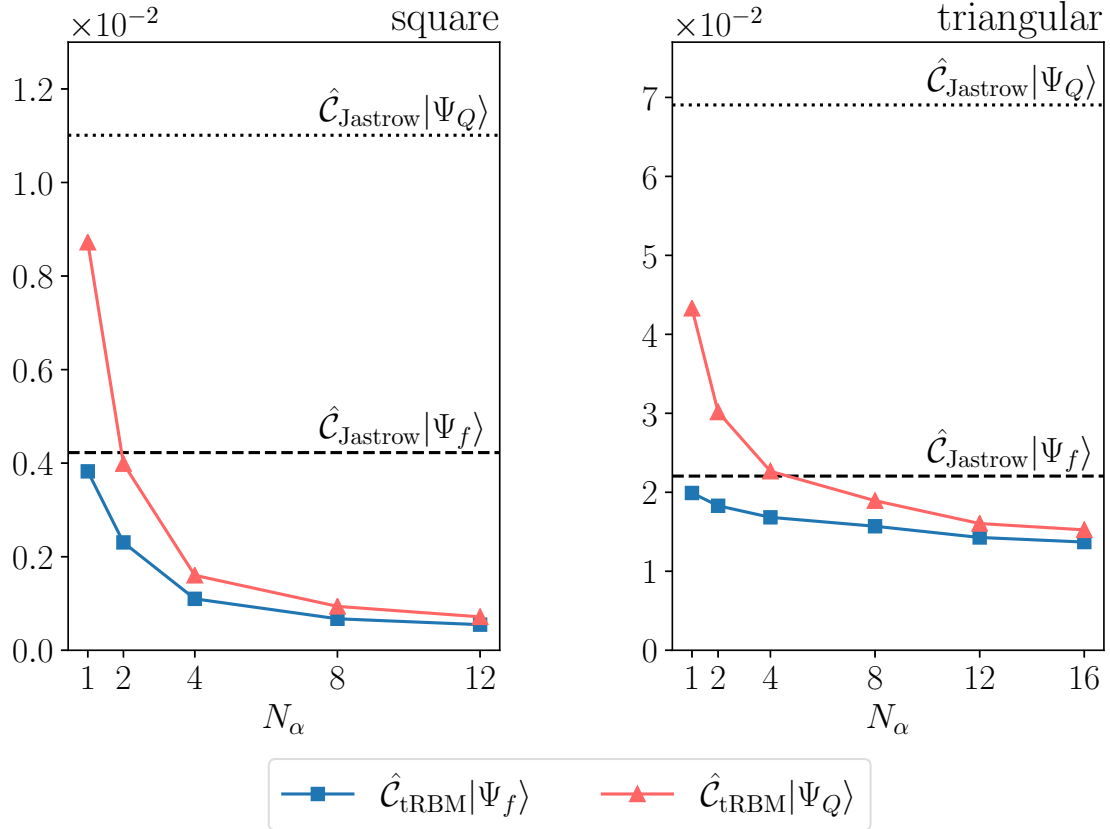 ×10⁻² square
1.2
1.0
0.8
0.6
0.4
0.2
0.0
Ĉ_Jastrow|Ψ_Q⟩
Ĉ_Jastrow|Ψ_f⟩
1 2 4 8 12
N_α
×10⁻² triangular
7
6
5
4
3
2
1
0
Ĉ_Jastrow|Ψ_Q⟩
Ĉ_Jastrow|Ψ_f⟩
1 2 4 8 12 16
N_α
Ĉ_tRBM|Ψ_f⟩ Ĉ_tRBM|Ψ_Q⟩